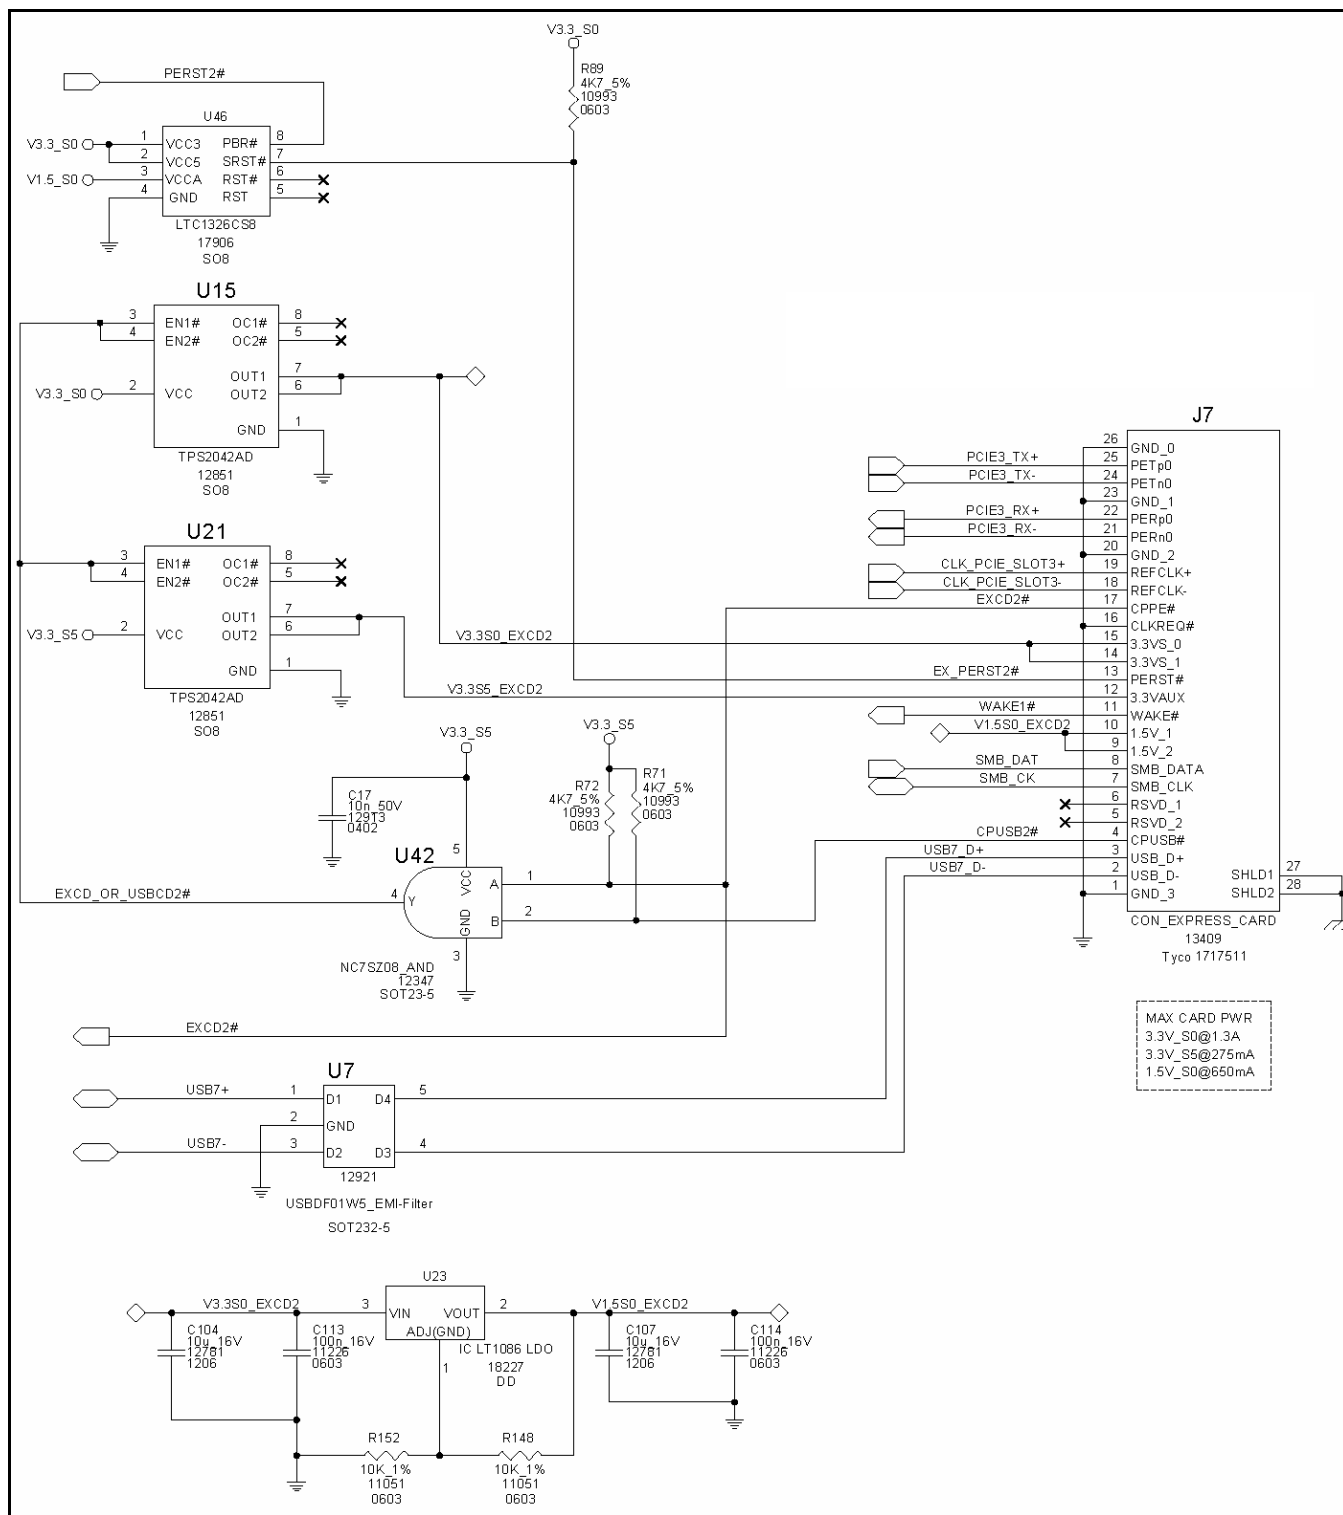 V3.3_S0
R89
4K7_5%
10993
0603
PERST2#
U46
V3.3_S0 1 VCC3 PBR# 8
2 VCC5 SRST# 7
V1.5_S0 3 VCCA RST# 6
4 GND RST 5
LTC1326CS8
17906
SO8
U15
3 EN1# OC1# 8
4 EN2# OC2# 5
OUT1 7
V3.3_S0 2 VCC OUT2 6
GND 1
TPS2042AD
12851
SO8
U21
3 EN1# OC1# 8
4 EN2# OC2# 5
OUT1 7
V3.3_S5 2 VCC OUT2 6
GND 1
TPS2042AD
12851
SO8
V3.3S0_EXCD2
V3.3S5_EXCD2
J7
26 GND_0
PCIE3_TX+ 25 PETp0
PCIE3_TX- 24 PETn0
23 GND_1
PCIE3_RX+ 22 PERp0
PCIE3_RX- 21 PERn0
20 GND_2
CLK_PCIE_SLOT3+ 19 REFCLK+
CLK_PCIE_SLOT3- 18 REFCLK-
EXCD2# 17 CPPE#
16 CLKREQ#
15 3.3VS_0
14 3.3VS_1
EX_PERST2# 13 PERST#
12 3.3VAUX
WAKE1# 11 WAKE#
V1.5S0_EXCD2 10 1.5V_1
9 1.5V_2
SMB_DAT 8 SMB_DATA
SMB_CK 7 SMB_CLK
6 RSVD_1
5 RSVD_2
CPUSB2# 4 CPUSB#
USB7_D+ 3 USB_D+
USB7_D- 2 USB_D- SHLD1 27
1 GND_3 SHLD2 28
CON_EXPRESS_CARD
13409
Tyco 1717511
V3.3_S5
V3.3_S5
C17
10n_50V
12913
0402
R72
4K7_5%
10993
0603
R71
4K7_5%
10993
0603
U42
5
VCC
A 1
EXCD_OR_USBCD2# 4 Y
B 2
GND
3
NC7SZ08_AND
12347
SOT23-5
EXCD2#
MAX CARD PWR
3.3V_S0@1.3A
3.3V_S5@275mA
1.5V_S0@650mA
U7
USB7+ 1 D1 D4 5
2 GND
USB7- 3 D2 D3 4
12921
USBDF01W5_EMI-Filter
SOT232-5
U23
V3.3S0_EXCD2 3 VIN VOUT 2 V1.5S0_EXCD2
ADJ(GND)
1
IC LT1086 LDO
18227
DD
C104
10u_16V
12781
1206
C113
100n_16V
11226
0603
C107
10u_16V
12781
1206
C114
100n_16V
11226
0603
R152
10K_1%
11051
0603
R148
10K_1%
11051
0603